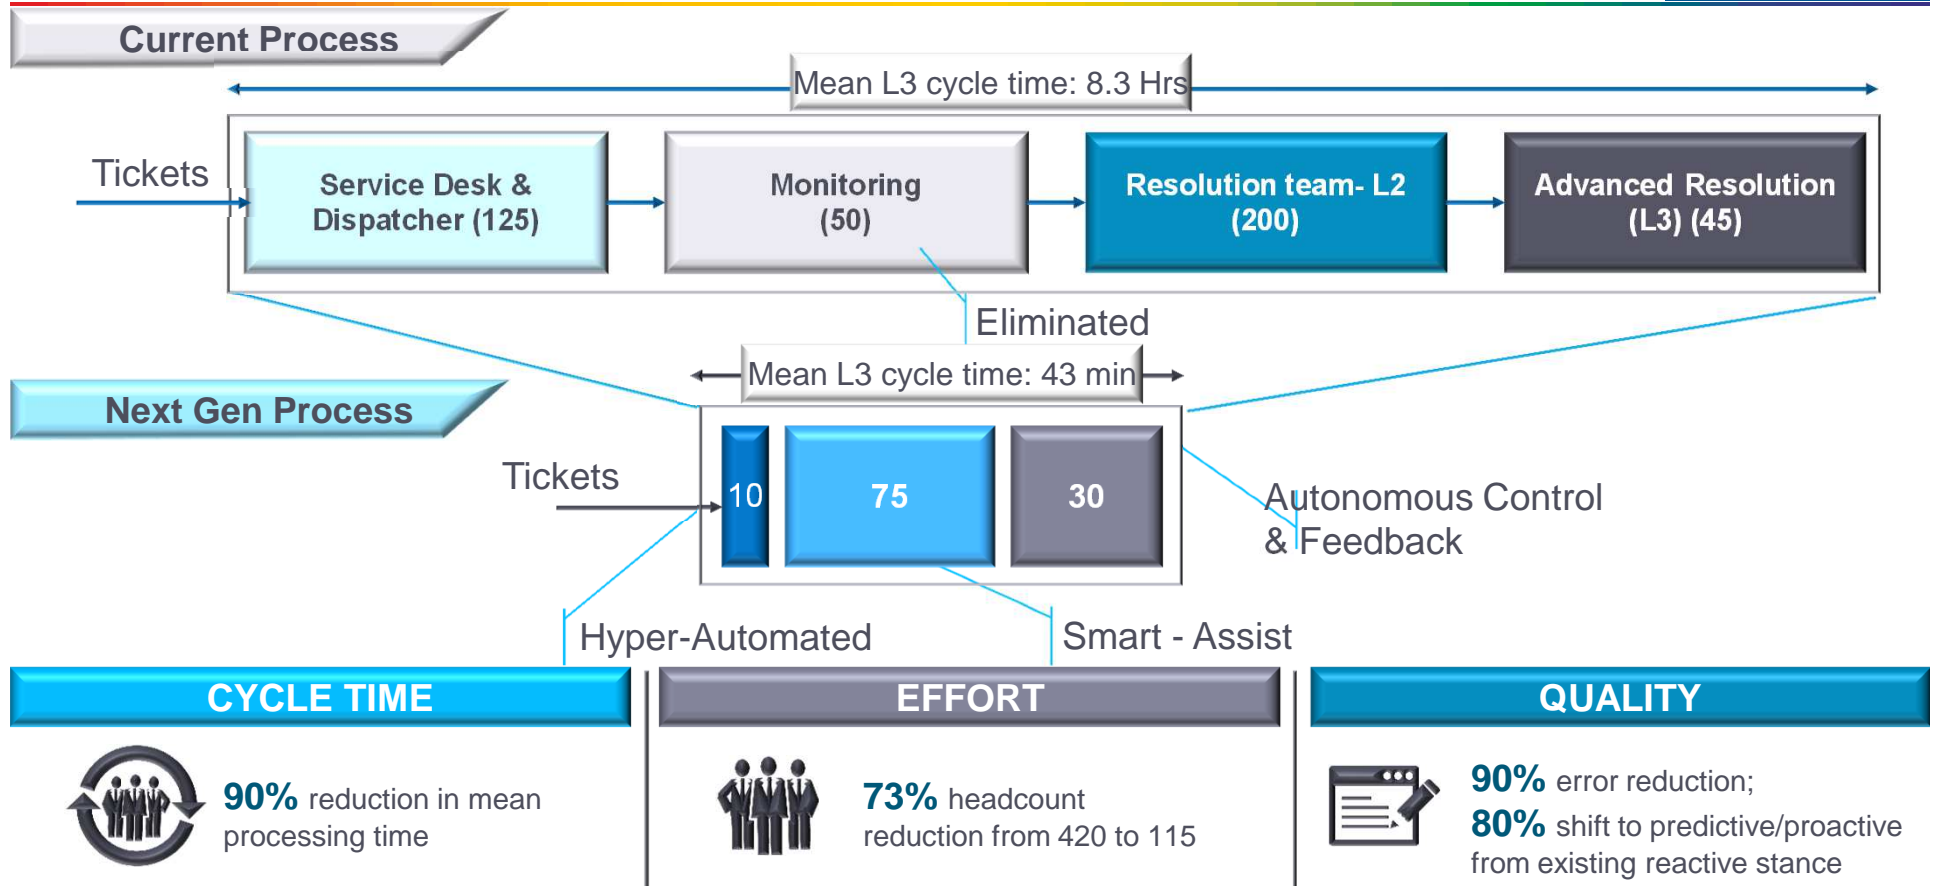 Current Process
Mean L3 cycle time: 8.3 Hrs
Tickets
Service Desk &
Dispatcher (125)
Monitoring
(50)
Resolution team- L2
(200)
Advanced Resolution
(L3) (45)
Eliminated
Mean L3 cycle time: 43 min
Next Gen Process
Tickets
10
75
30
Autonomous Control
& Feedback
Hyper-Automated
Smart - Assist
CYCLE TIME
90% reduction in mean
processing time
EFFORT
73% headcount
reduction from 420 to 115
QUALITY
90% error reduction;
80% shift to predictive/proactive
from existing reactive stance